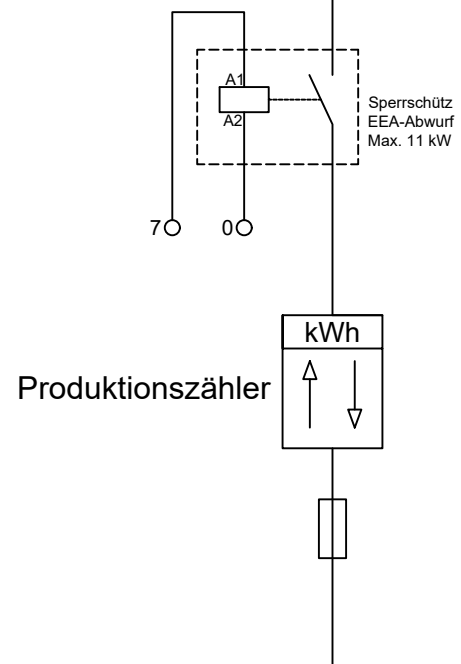 A1
A2
Sperrschütz
EEA-Abwurf
Max. 11 kW
7
0
kWh
Produktionszähler